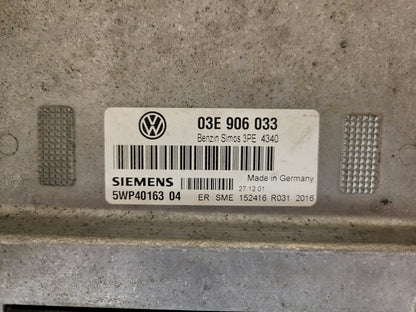 03E 906 033
Benzin Simos 3PE 4340
SIEMENS
Made in Germany
27.12.01
5WP40163 04
ER SME 152416 R031 2016